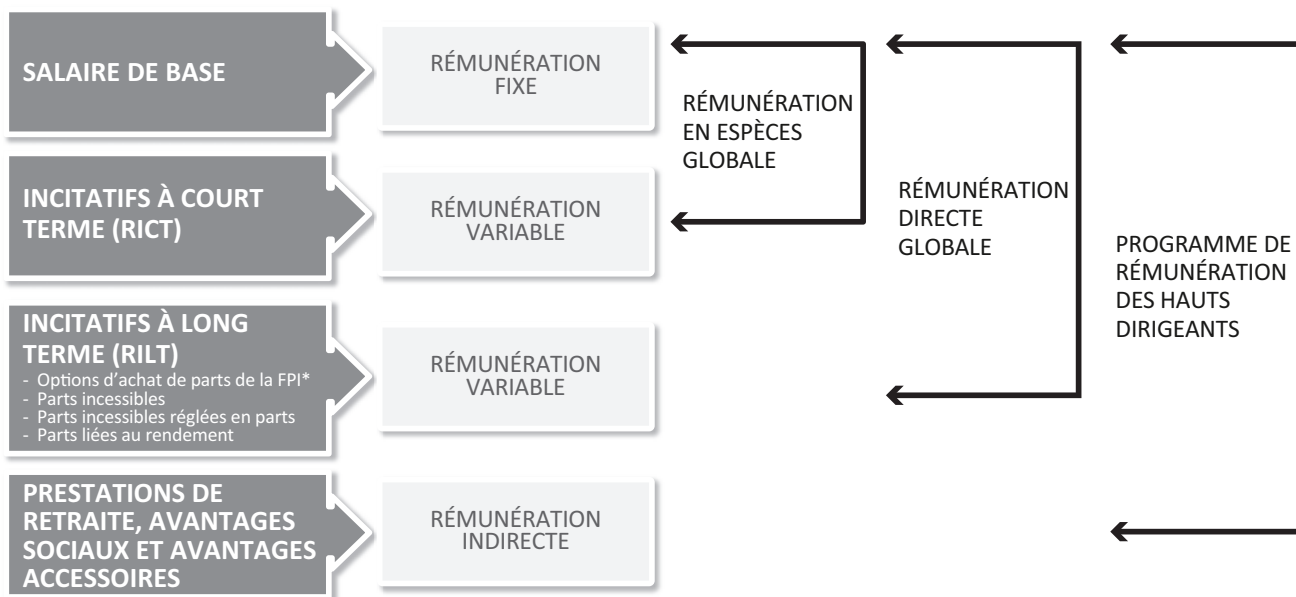 SALAIRE DE BASE
RÉMUNÉRATION
FIXE
RÉMUNÉRATION
EN ESPÈCES
GLOBALE
INCITATIFS À COURT
TERME (RICT)
RÉMUNÉRATION
VARIABLE
RÉMUNÉRATION
DIRECTE
GLOBALE
PROGRAMME DE
RÉMUNÉRATION
DES HAUTS
DIRIGEANTS
INCITATIFS À LONG
TERME (RILT)
- Options d'achat de parts de la FPI*
- Parts incessibles
- Parts incessibles réglées en parts
- Parts liées au rendement
RÉMUNÉRATION
VARIABLE
PRESTATIONS DE
RETRAITE, AVANTAGES
SOCIAUX ET AVANTAGES
ACCESSOIRES
RÉMUNÉRATION
INDIRECTE